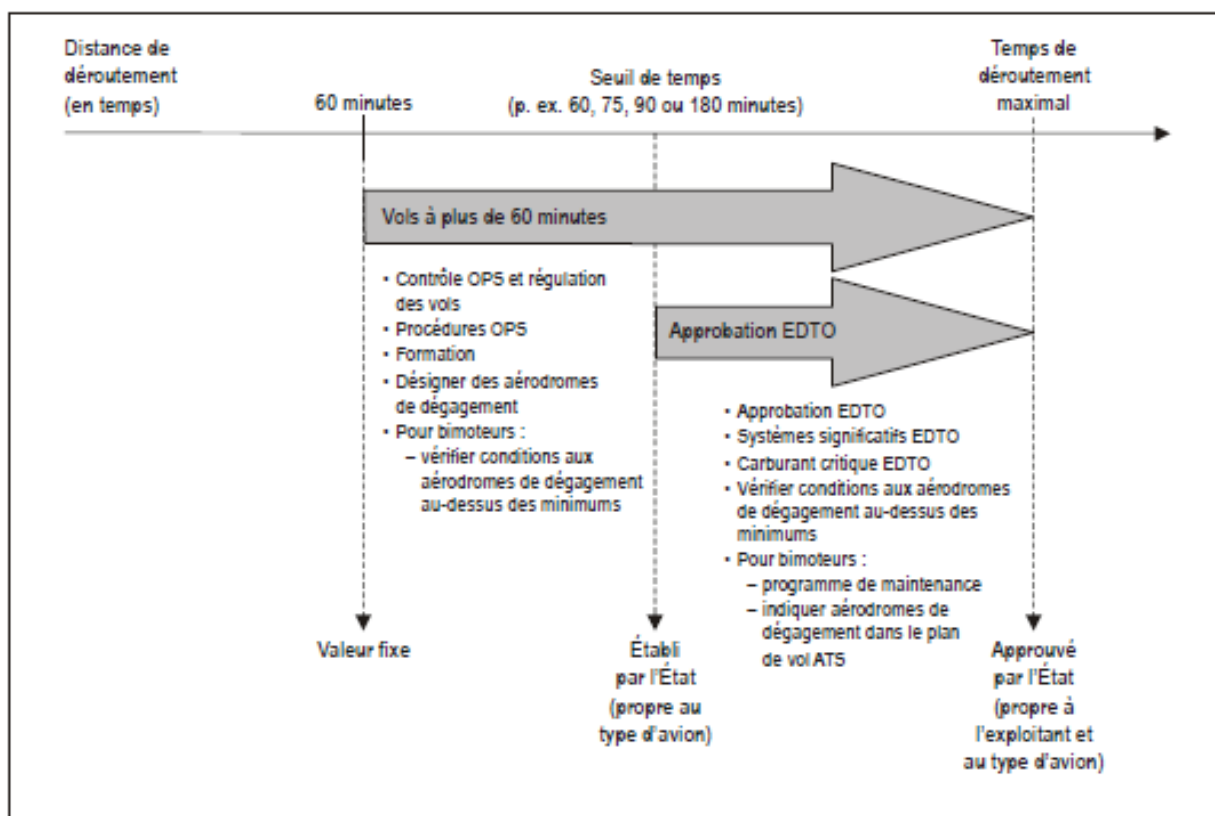 Distance de
déroutement
(en temps)
60 minutes
Seuil de temps
(p. ex. 60, 75, 90 ou 180 minutes)
Temps de
déroutement
maximal
Vols à plus de 60 minutes
• Contrôle OPS et régulation
des vols
• Procédures OPS
• Formation
• Désigner des aérodromes
de dégagement
• Pour bimoteurs :
– vérifier conditions aux
aérodromes de dégagement
au-dessus des minimums
Approbation EDTO
• Approbation EDTO
• Systèmes significatifs EDTO
• Carburant critique EDTO
• Vérifier conditions aux aérodromes
de dégagement au-dessus des
minimums
• Pour bimoteurs :
– programme de maintenance
– indiquer aérodromes de
dégagement dans le plan
de vol ATS
Valeur fixe
Établi
par l'État
(propre au
type d'avion)
Approuvé
par l'État
(propre à
l'exploitant et
au type d'avion)